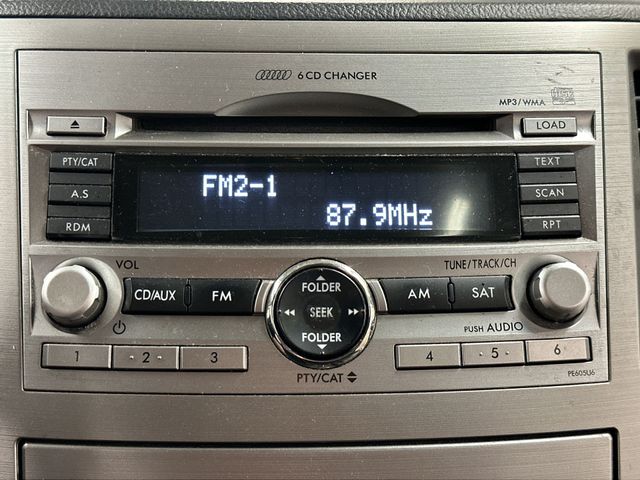 6 CD CHANGER
MP3/WMA
LOAD
PTY/CAT
A.S
RDM
FM2-1
87.9MHz
TEXT
SCAN
RPT
VOL
TUNE/TRACK/CH
CD/AUX
FM
FOLDER
SEEK
FOLDER
AM
SAT
PUSH AUDIO
1
2
3
PTY/CAT
4
5
6
PE605U6